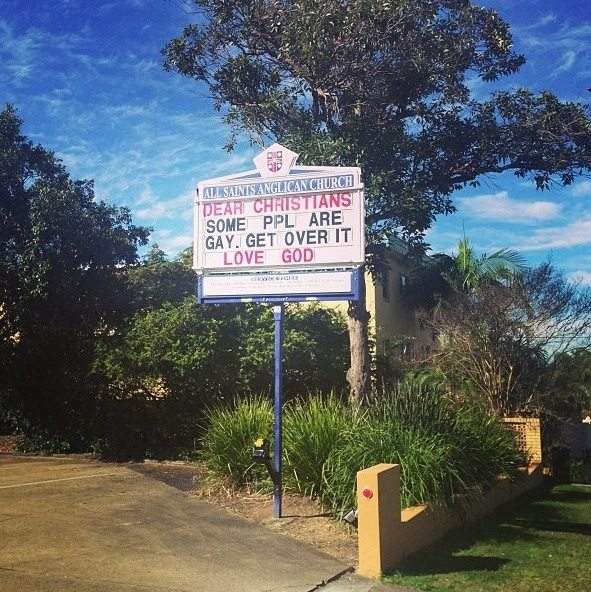 ALL SAINTS ANGLICAN CHURCH
DEAR CHRISTIANS
SOME PPL ARE
GAY. GET OVER IT
LOVE GOD